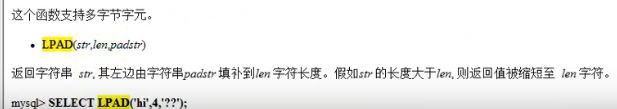 这个函数支持多字节字元。
• LPAD(str,len,padstr)
返回字符串 str, 其左边由字符串padstr 填补到len 字符长度。假如str 的长度大于len, 则返回值被缩短至 len 字符。
mysql> SELECT LPAD('hi',4,'??');